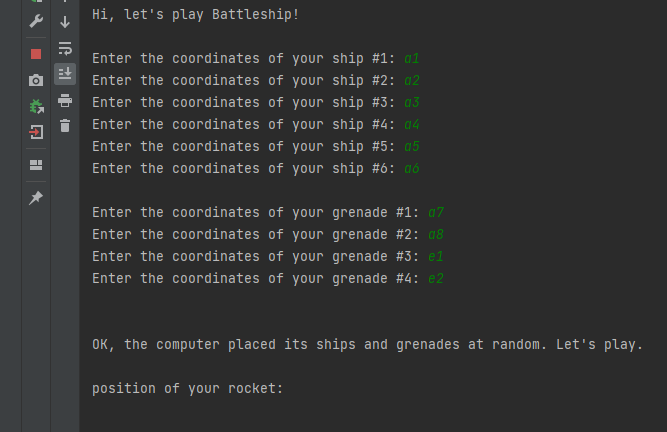 Hi, let's play Battleship!
Enter the coordinates of your ship #1: a1
Enter the coordinates of your ship #2: a2
Enter the coordinates of your ship #3: a3
Enter the coordinates of your ship #4: a4
Enter the coordinates of your ship #5: a5
Enter the coordinates of your ship #6: a6
Enter the coordinates of your grenade #1: a7
Enter the coordinates of your grenade #2: a8
Enter the coordinates of your grenade #3: e1
Enter the coordinates of your grenade #4: e2
OK, the computer placed its ships and grenades at random. Let's play.
position of your rocket: